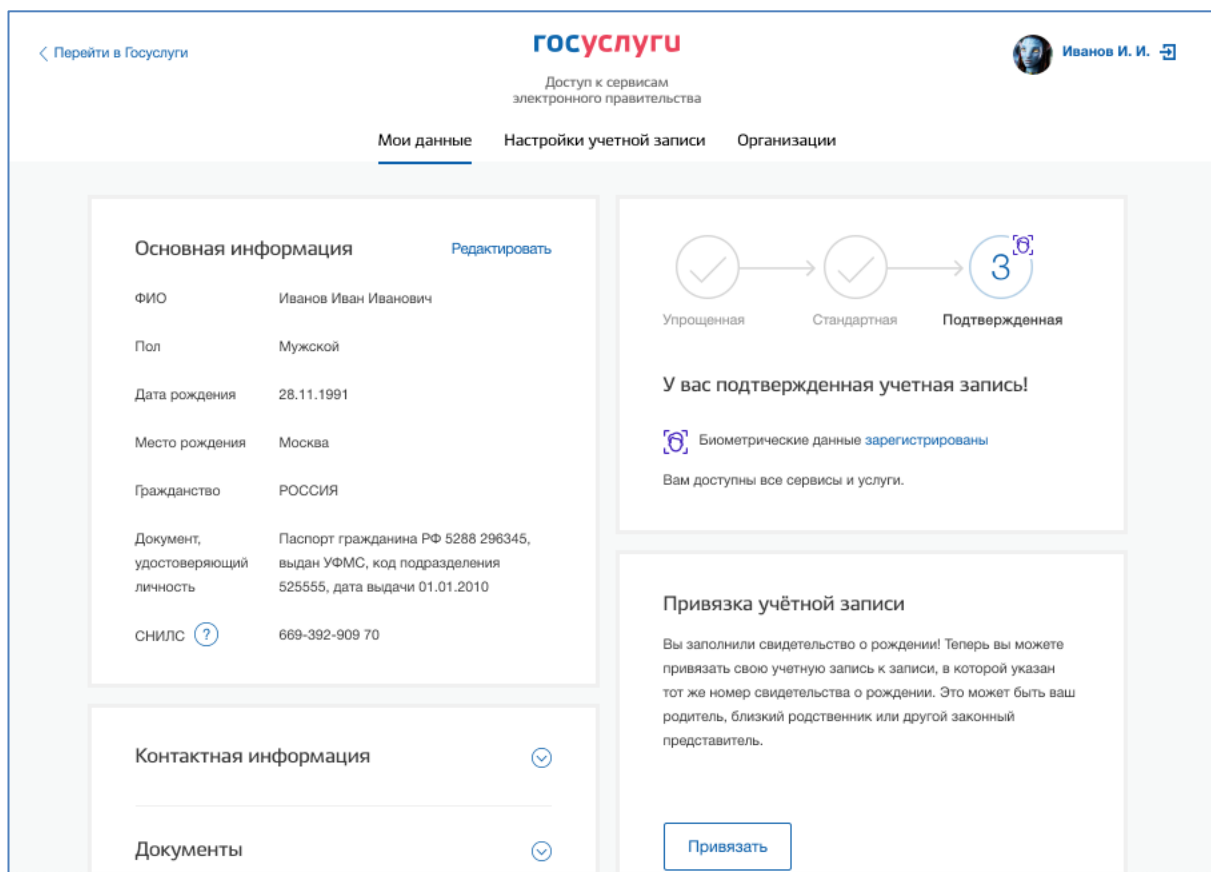 Перейти в Госуслуги
госуслуги
Иванов И. И.
Доступ к сервисам
электронного правительства
Мои данные Настройки учетной записи Организации
Основная информация Редактировать
ФИО Иванов Иван Иванович
Пол Мужской
Дата рождения 28.11.1991
Место рождения Москва
Гражданство РОССИЯ
Документ, Паспорт гражданина РФ 5288 296345,
удостоверяющий выдан УФМС, код подразделения
личность 525555, дата выдачи 01.01.2010
СНИЛС ? 669-392-909 70
Контактная информация
Документы
3
Упрощенная Стандартная Подтвержденная
У вас подтвержденная учетная запись!
Биометрические данные зарегистрированы
Вам доступны все сервисы и услуги.
Привязка учётной записи
Вы заполнили свидетельство о рождении! Теперь вы можете
привязать свою учетную запись к записи, в которой указан
тот же номер свидетельства о рождении. Это может быть ваш
родитель, близкий родственник или другой законный
представитель.
Привязать